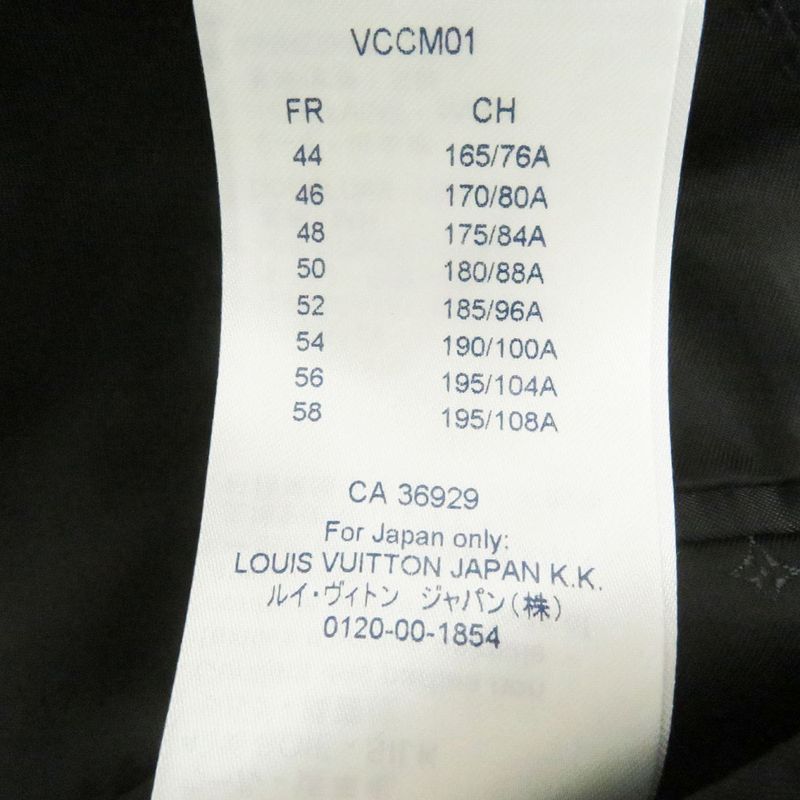 VCCM01
FR CH
44 165/76A
46 170/80A
48 175/84A
50 180/88A
52 185/96A
54 190/100A
56 195/104A
58 195/108A
CA 36929
For Japan only:
LOUIS VUITTON JAPAN K.K.
ルイ・ヴィトン ジャパン(株)
0120-00-1854